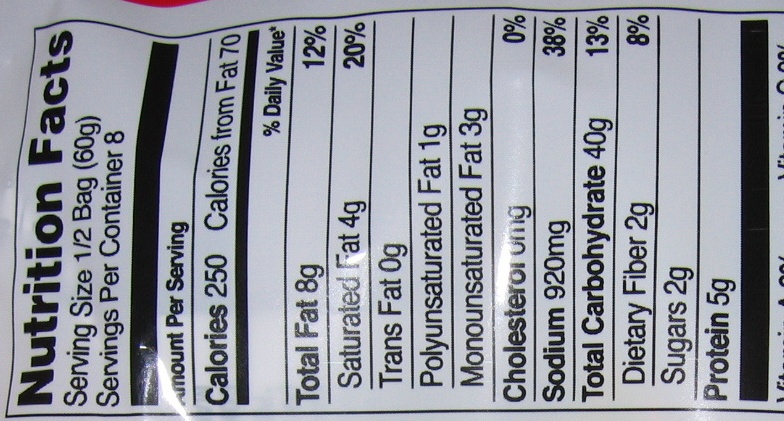 Nutrition Facts
Serving Size 1/2 Bag (60g)
Servings Per Container 8
Amount Per Serving
Calories 250 Calories from Fat 70
% Daily Value*
Total Fat 8g 12%
Saturated Fat 4g 20%
Trans Fat 0g
Polyunsaturated Fat 1g
Monounsaturated Fat 3g
Cholesterol 0mg 0%
Sodium 920mg 38%
Total Carbohydrate 40g 13%
Dietary Fiber 2g 8%
Sugars 2g
Protein 5g
Vitamin A Vitamin C